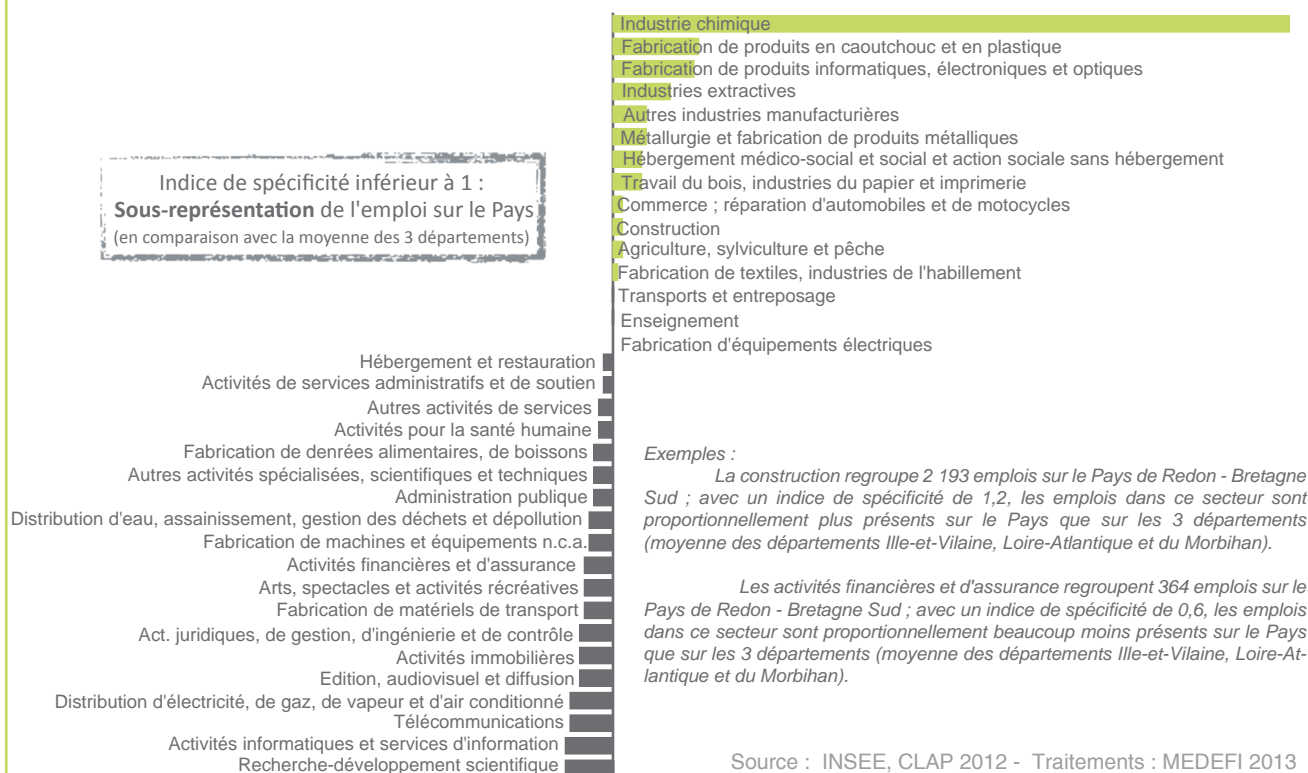 Industrie chimique
Fabrication de produits en caoutchouc et en plastique
Fabrication de produits informatiques, électroniques et optiques
Industries extractives
Autres industries manufacturières
Métallurgie et fabrication de produits métalliques
Hébergement médico-social et social et action sociale sans hébergement
Travail du bois, industries du papier et imprimerie
Commerce ; réparation d'automobiles et de motocycles
Construction
Agriculture, sylviculture et pêche
Fabrication de textiles, industries de l'habillement
Transports et entreposage
Enseignement
Fabrication d'équipements électriques
Indice de spécificité inférieur à 1 :
Sous-représentation de l'emploi sur le Pays
(en comparaison avec la moyenne des 3 départements)
Hébergement et restauration
Activités de services administratifs et de soutien
Autres activités de services
Activités pour la santé humaine
Fabrication de denrées alimentaires, de boissons
Autres activités spécialisées, scientifiques et techniques
Administration publique
Distribution d'eau, assainissement, gestion des déchets et dépollution
Fabrication de machines et équipements n.c.a.
Activités financières et d'assurance
Arts, spectacles et activités récréatives
Fabrication de matériels de transport
Act. juridiques, de gestion, d'ingénierie et de contrôle
Activités immobilières
Edition, audiovisuel et diffusion
Distribution d'électricité, de gaz, de vapeur et d'air conditionné
Télécommunications
Activités informatiques et services d'information
Recherche-développement scientifique
Exemples :
La construction regroupe 2 193 emplois sur le Pays de Redon - Bretagne
Sud ; avec un indice de spécificité de 1,2, les emplois dans ce secteur sont
proportionnellement plus présents sur le Pays que sur les 3 départements
(moyenne des départements Ille-et-Vilaine, Loire-Atlantique et du Morbihan).
Les activités financières et d'assurance regroupent 364 emplois sur le
Pays de Redon - Bretagne Sud ; avec un indice de spécificité de 0,6, les emplois
dans ce secteur sont proportionnellement beaucoup moins présents sur le Pays
que sur les 3 départements (moyenne des départements Ille-et-Vilaine, Loire-At-
lantique et du Morbihan).
Source : INSEE, CLAP 2012 - Traitements : MEDEFI 2013